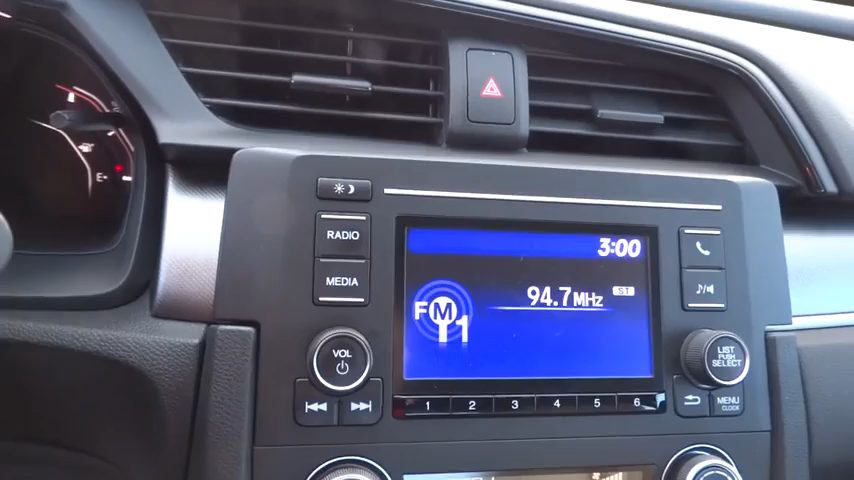 E
RADIO
MEDIA
VOL
3:00
FM1
94.7MHz
ST
1 2 3 4 5 6
LIST
PUSH
SELECT
MENU
CLOCK